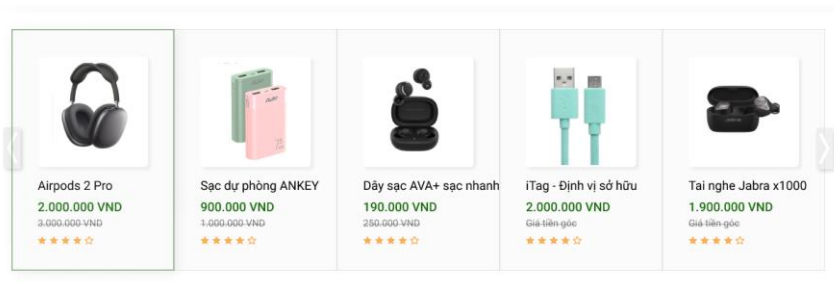 Airpods 2 Pro
2.000.000 VND
3.000.000 VND
Sạc dự phòng ANKEY
900.000 VND
1.000.000 VND
Dây sạc AVA+ sạc nhanh
190.000 VND
250.000 VND
iTag - Định vị sở hữu
2.000.000 VND
Giá tiền gốc
Tai nghe Jabra x1000
1.900.000 VND
Giá tiền gốc